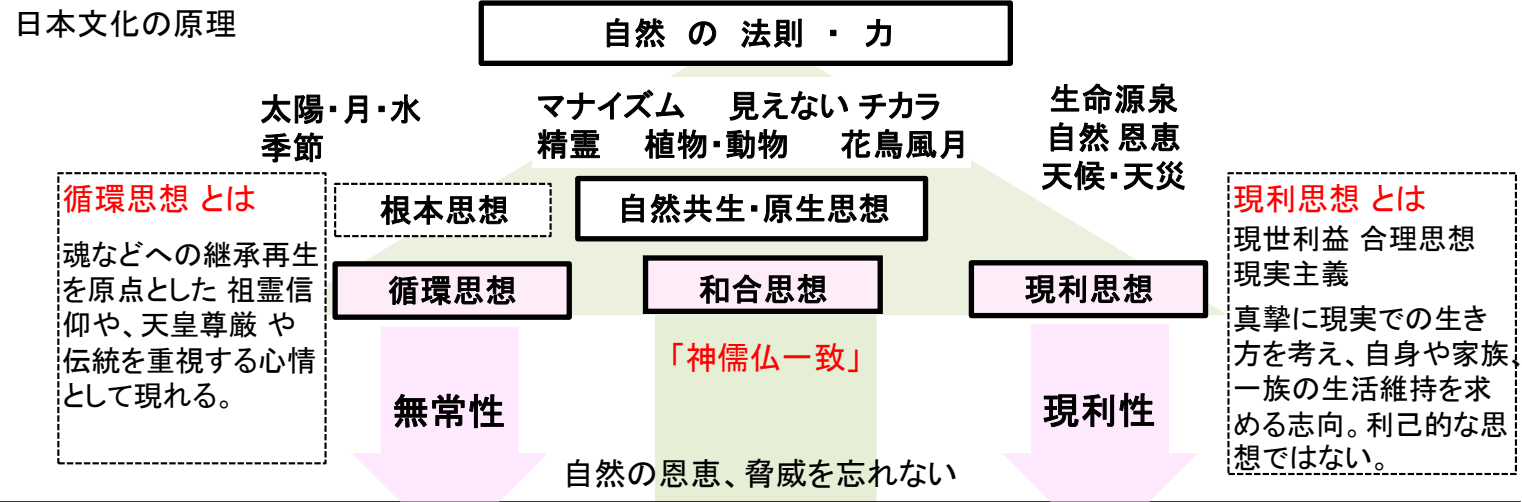 日本文化の原理
自然 の 法則 ・ 力
太陽・月・水
季節
マナイズム 見えない チカラ
精霊 植物・動物 花鳥風月
生命源泉
自然 恩恵
天候・天災
循環思想 とは
魂などへの継承再生
を原点とした 祖霊信
仰や、天皇尊厳 や
伝統を重視する心情
として現れる。
根本思想
自然共生・原生思想
循環思想
和合思想
現利思想
「神儒仏一致」
無常性
現利性
自然の恩恵、脅威を忘れない
現利思想 とは
現世利益 合理思想
現実主義
真摯に現実での生き
方を考え、自身や家族、
一族の生活維持を求
める志向。利己的な思
想ではない。